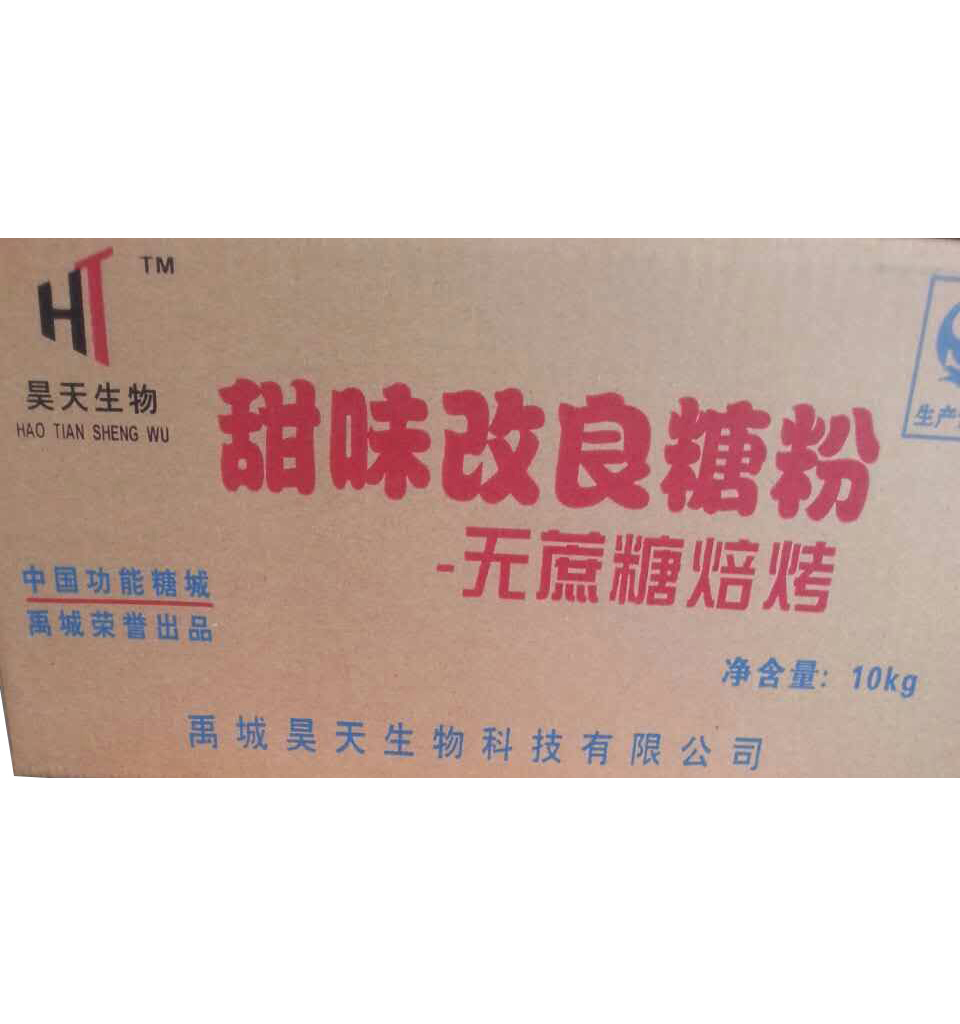 HT TM
昊天生物
HAO TIAN SHENG WU
甜味改良糖粉
-无蔗糖焙烤
生产
中国功能糖城
禹城荣誉出品
净含量: 10kg
禹城昊天生物科技有限公司